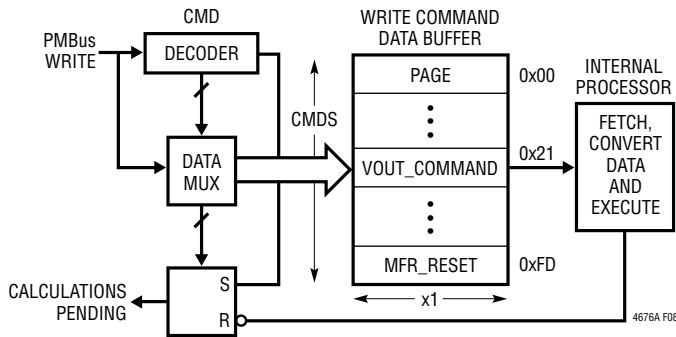 CMD
PMBus
WRITE
DECODER
DATA
MUX
CMDS
S
R
CALCULATIONS
PENDING
WRITE COMMAND
DATA BUFFER
PAGE
0x00
VOUT_COMMAND
0x21
MFR_RESET
0xFD
x1
INTERNAL
PROCESSOR
FETCH,
CONVERT
DATA
AND
EXECUTE
4676A F08